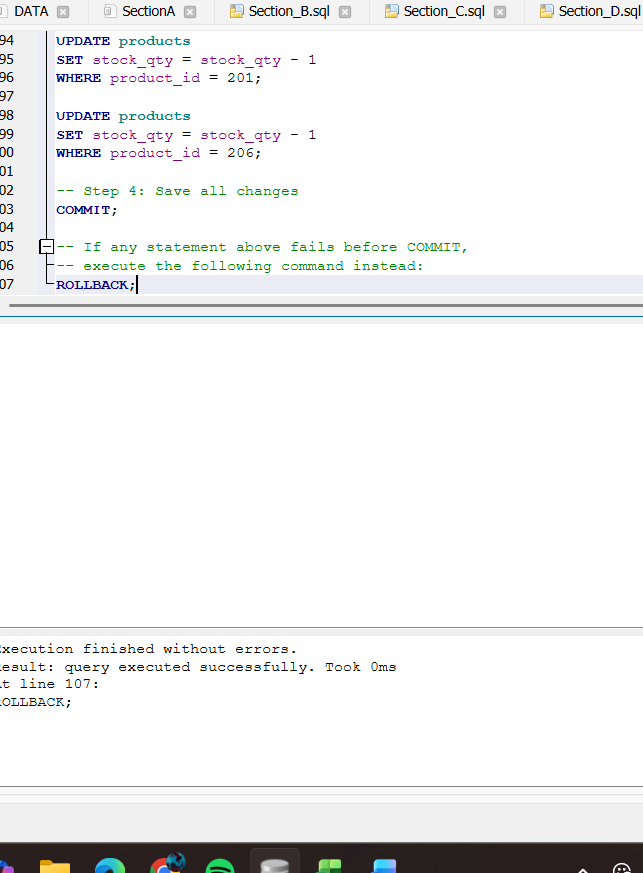 DATA SectionA Section_B.sql Section_C.sql Section_D.sql
94 UPDATE products
95 SET stock_qty = stock_qty - 1
96 WHERE product_id = 201;
97
98 UPDATE products
99 SET stock_qty = stock_qty - 1
00 WHERE product_id = 206;
01
02 -- Step 4: Save all changes
03 COMMIT;
04
05 -- If any statement above fails before COMMIT,
06 -- execute the following command instead:
07 ROLLBACK;
xecution finished without errors.
esult: query executed successfully. Took 0ms
t line 107:
OLLBACK;